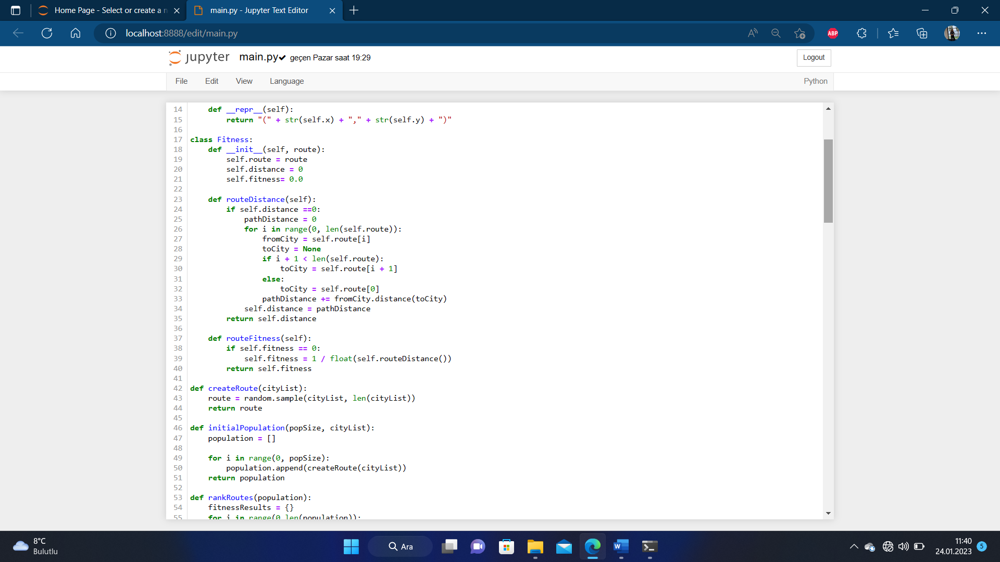 Home Page - Select or create a n
main.py - Jupyter Text Editor
localhost:8888/edit/main.py
ABP
jupyter main.py geçen Pazar saat 19:29
Logout
File Edit View Language Python
14     def __repr__(self):
15         return "(" + str(self.x) + "," + str(self.y) + ")"
16
17 class Fitness:
18     def __init__(self, route):
19         self.route = route
20         self.distance = 0
21         self.fitness= 0.0
22
23     def routeDistance(self):
24         if self.distance ==0:
25             pathDistance = 0
26             for i in range(0, len(self.route)):
27                 fromCity = self.route[i]
28                 toCity = None
29                 if i + 1 < len(self.route):
30                     toCity = self.route[i + 1]
31                 else:
32                     toCity = self.route[0]
33                 pathDistance += fromCity.distance(toCity)
34             self.distance = pathDistance
35         return self.distance
36
37     def routeFitness(self):
38         if self.fitness == 0:
39             self.fitness = 1 / float(self.routeDistance())
40         return self.fitness
41
42 def createRoute(cityList):
43     route = random.sample(cityList, len(cityList))
44     return route
45
46 def initialPopulation(popSize, cityList):
47     population = []
48
49     for i in range(0, popSize):
50         population.append(createRoute(cityList))
51     return population
52
53 def rankRoutes(population):
54     fitnessResults = {}
55     for i in range(0,len(population)):
8°C
Bulutlu
Ara
W
11:40
24.01.2023
5